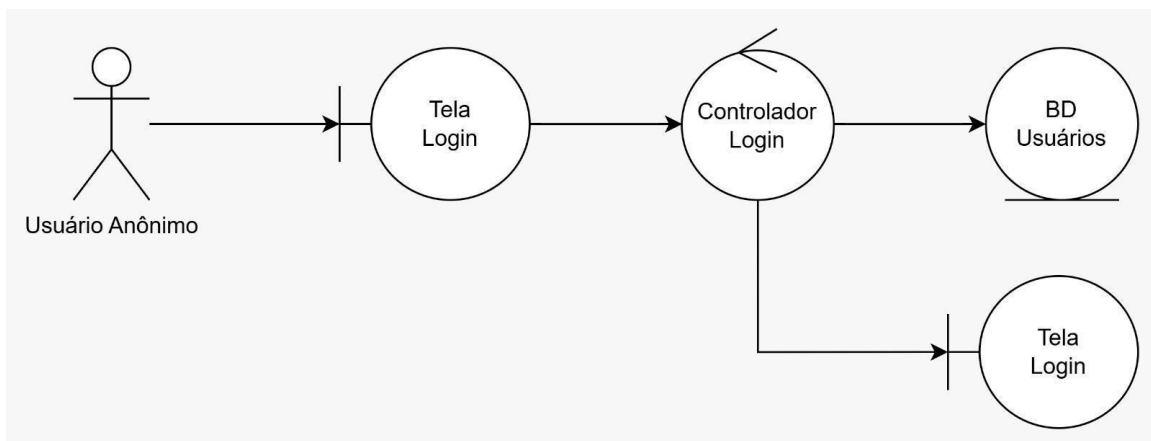 Tela
Login
Controlador
Login
BD
Usuários
Usuário Anônimo
Tela
Login